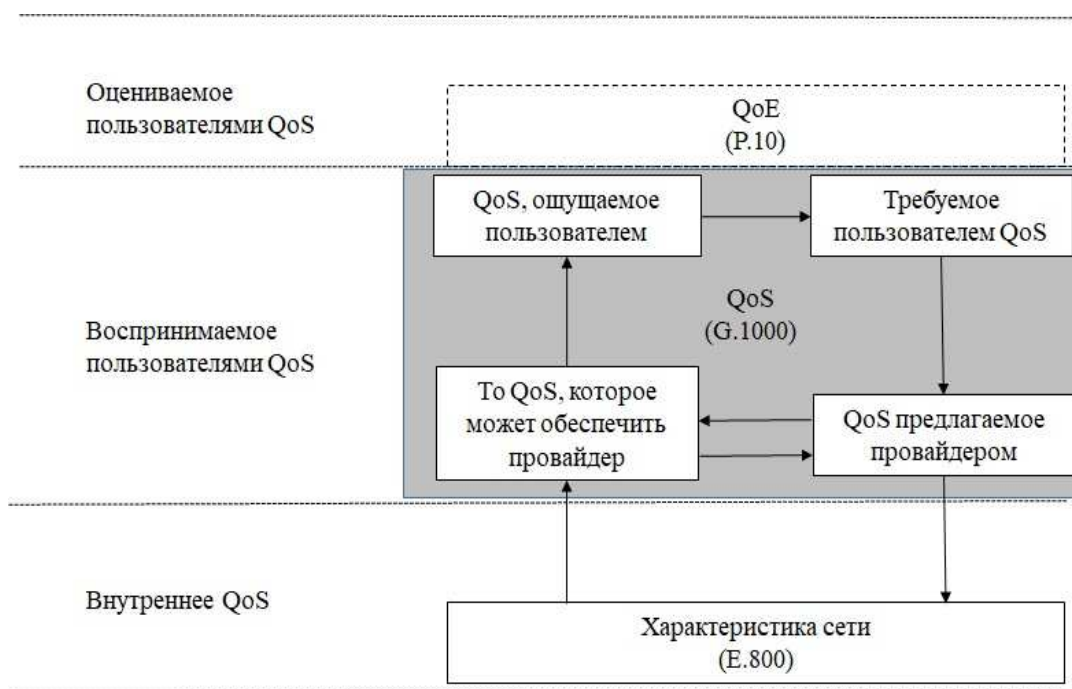 Оцениваемое
пользователями QoS
QoE
(P.10)
QoS, ощущаемое
пользователем
Требуемое
пользователем QoS
QoS
(G.1000)
Воспринимаемое
пользователями QoS
То QoS, которое
может обеспечить
провайдер
QoS предлагаемое
провайдером
Внутреннее QoS
Характеристика сети
(E.800)